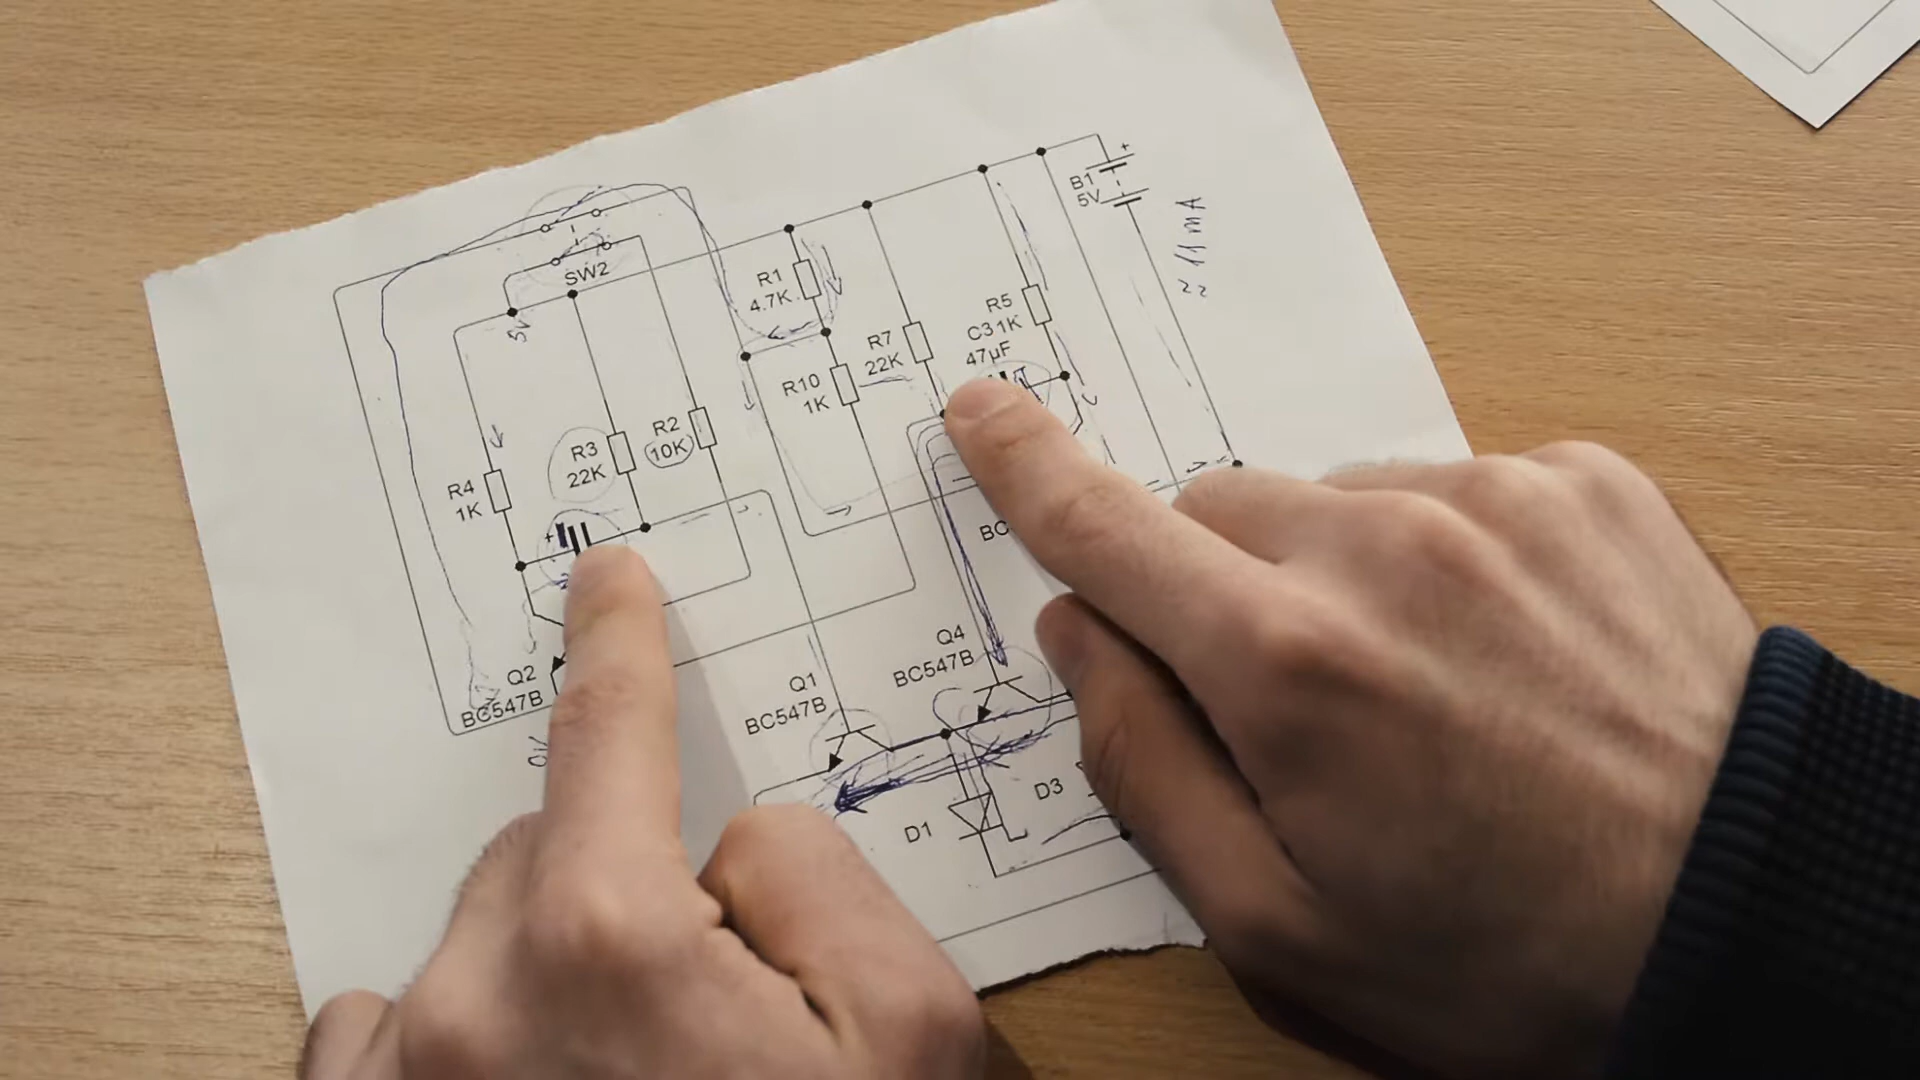 B1
5V
SW2
5V
R1
4.7K
R5
C3 1K
47µF
R7
22K
R10
1K
R2
10K
R3
22K
R4
1K
+
+
BC
Q4
BC547B
Q2
BC547B
Q1
BC547B
D3
D1